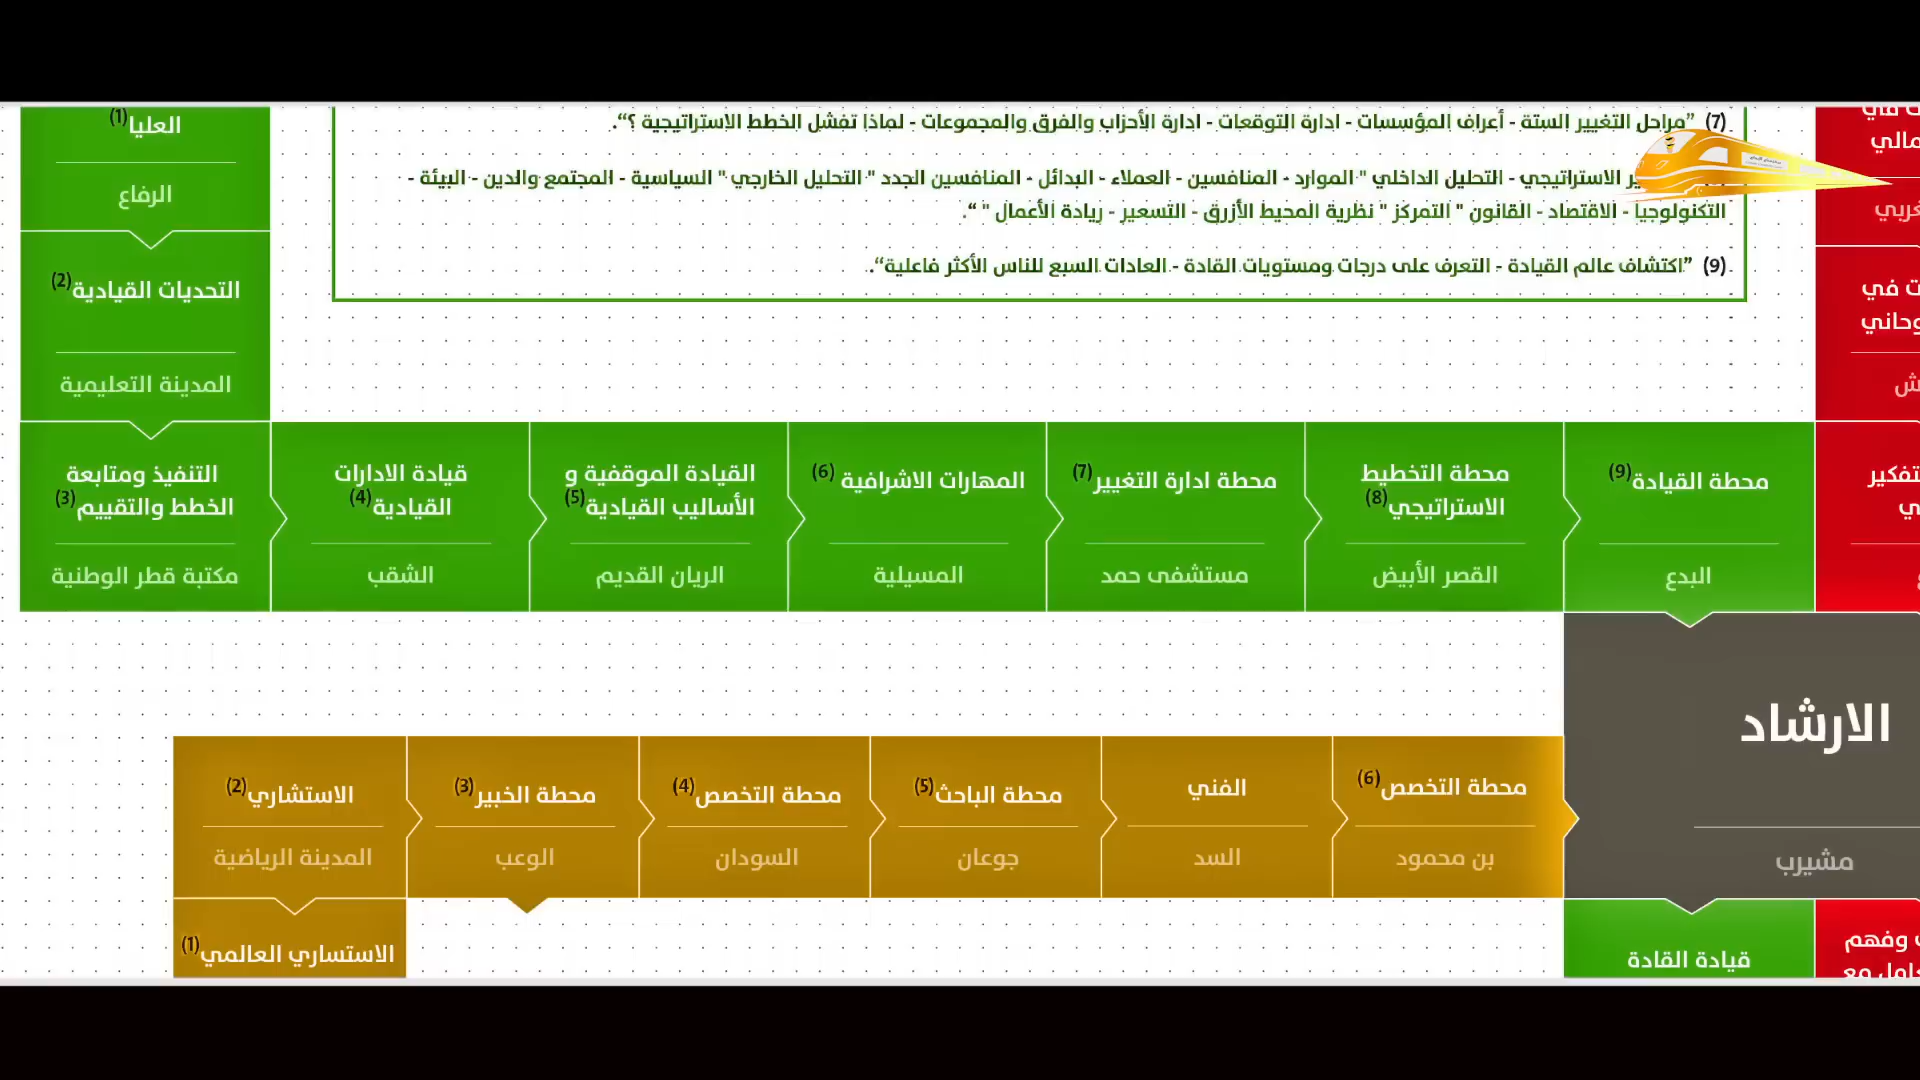 (7) ”مراحل التغيير الستة - أعراف المؤسسات - ادارة التوقعات - ادارة الأحزاب والفرق والمجموعات - لماذا تفشل الخطط الاستراتيجية ؟“.
الاستراتيجي - التحليل الداخلي " الموارد - المنافسين - العملاء - البدائل - المنافسين الجدد " التحليل الخارجي " السياسية - المجتمع والدين - البيئة -
التكنولوجيا - الاقتصاد - القانون " التمركز " نظرية المحيط الأزرق - التسعير - ريادة الأعمال " “.
(9) ”اكتشاف عالم القيادة - التعرف على درجات ومستويات القادة - العادات السبع للناس الأكثر فاعلية“.
العليا(1)
الرفاع
التحديات القيادية(2)
المدينة التعليمية
في
محطة القيادة(9)
البدع
محطة التخطيط
الاستراتيجي(8)
القصر الأبيض
محطة ادارة التغيير(7)
مستشفى حمد
المهارات الاشرافية (6)
المسيلية
القيادة الموقفية و
الأساليب القيادية(5)
الريان القديم
قيادة الادارات
القيادية(4)
الشقب
التنفيذ ومتابعة
الخطط والتقييم(3)
مكتبة قطر الوطنية
الارشاد
مشيرب
محطة التخصص(6)
بن محمود
الفني
السد
محطة الباحث(5)
جوعان
محطة التخصص(4)
السودان
محطة الخبير(3)
الوعب
الاستشاري(2)
المدينة الرياضية
الاستساري العالمي(1)
قيادة القادة
وفهم
مع